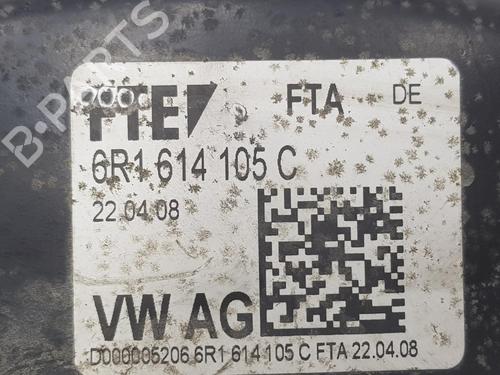 FTE FTA DE
6R1 614 105 C
22.04.08
VW AG
D000005206 6R1 614 105 C FTA 22.04.08
B-PARTS